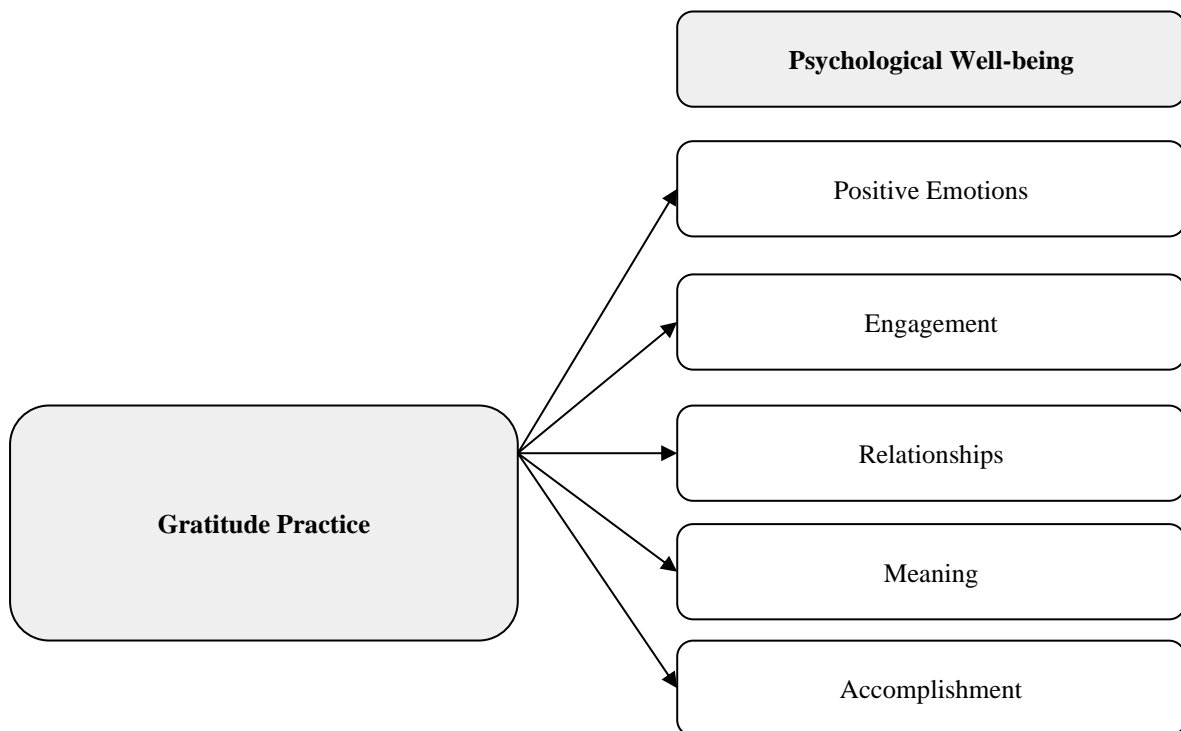 Psychological Well-being
Positive Emotions
Engagement
Relationships
Gratitude Practice
Meaning
Accomplishment